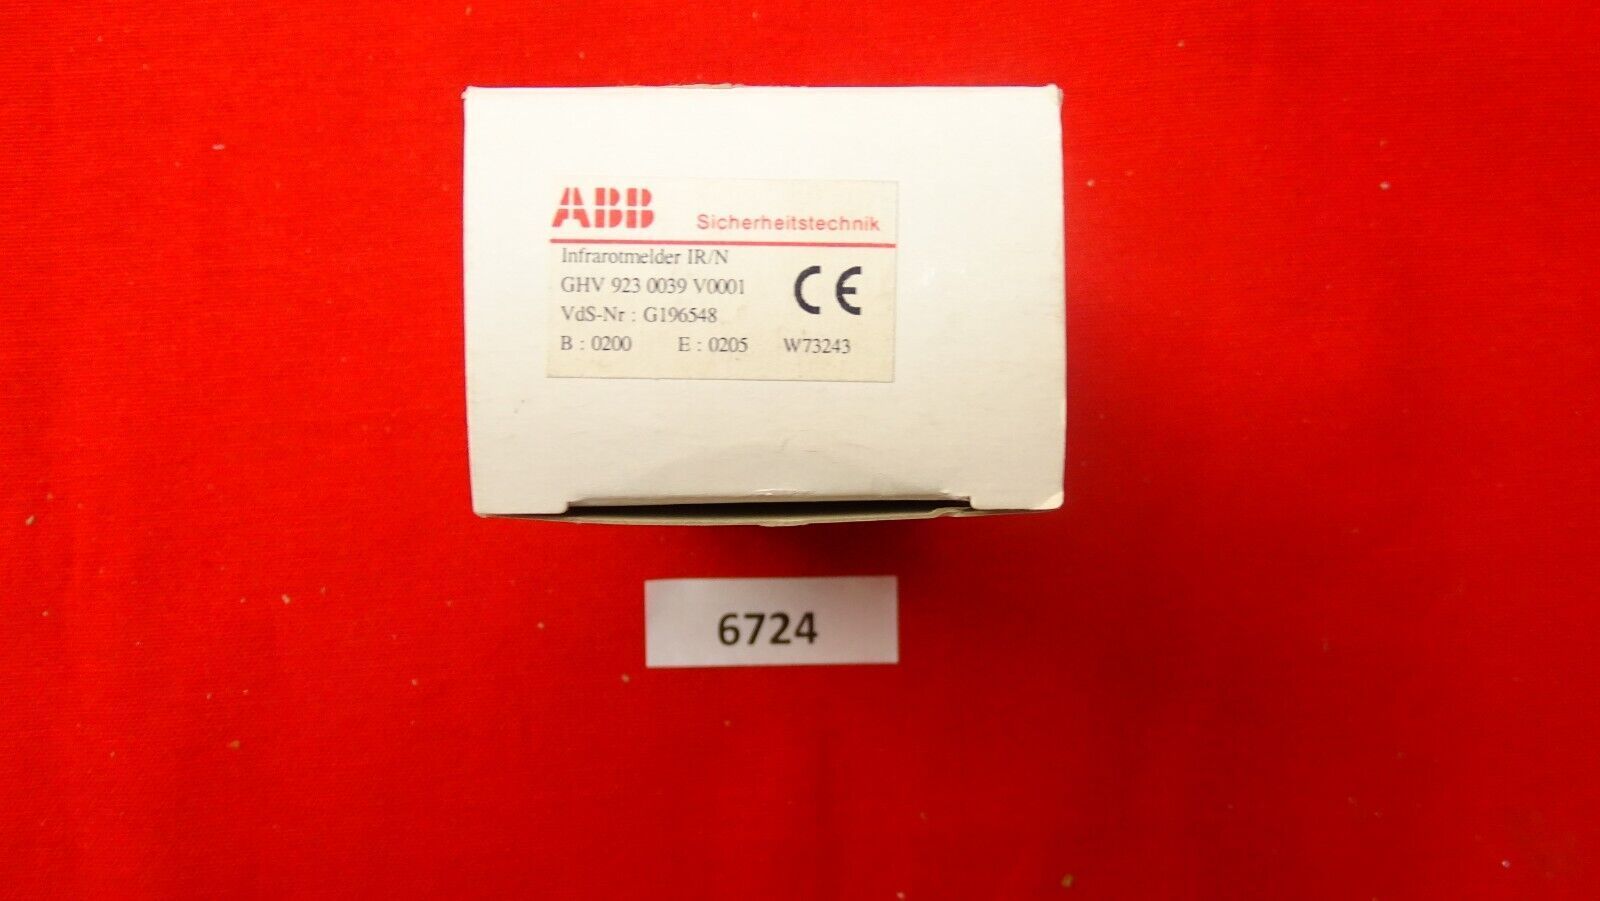 ABB Sicherheitstechnik
Infrarotmelder IR/N
GHV 923 0039 V0001
CE
VdS-Nr : G196548
B : 0200 E : 0205 W73243
6724